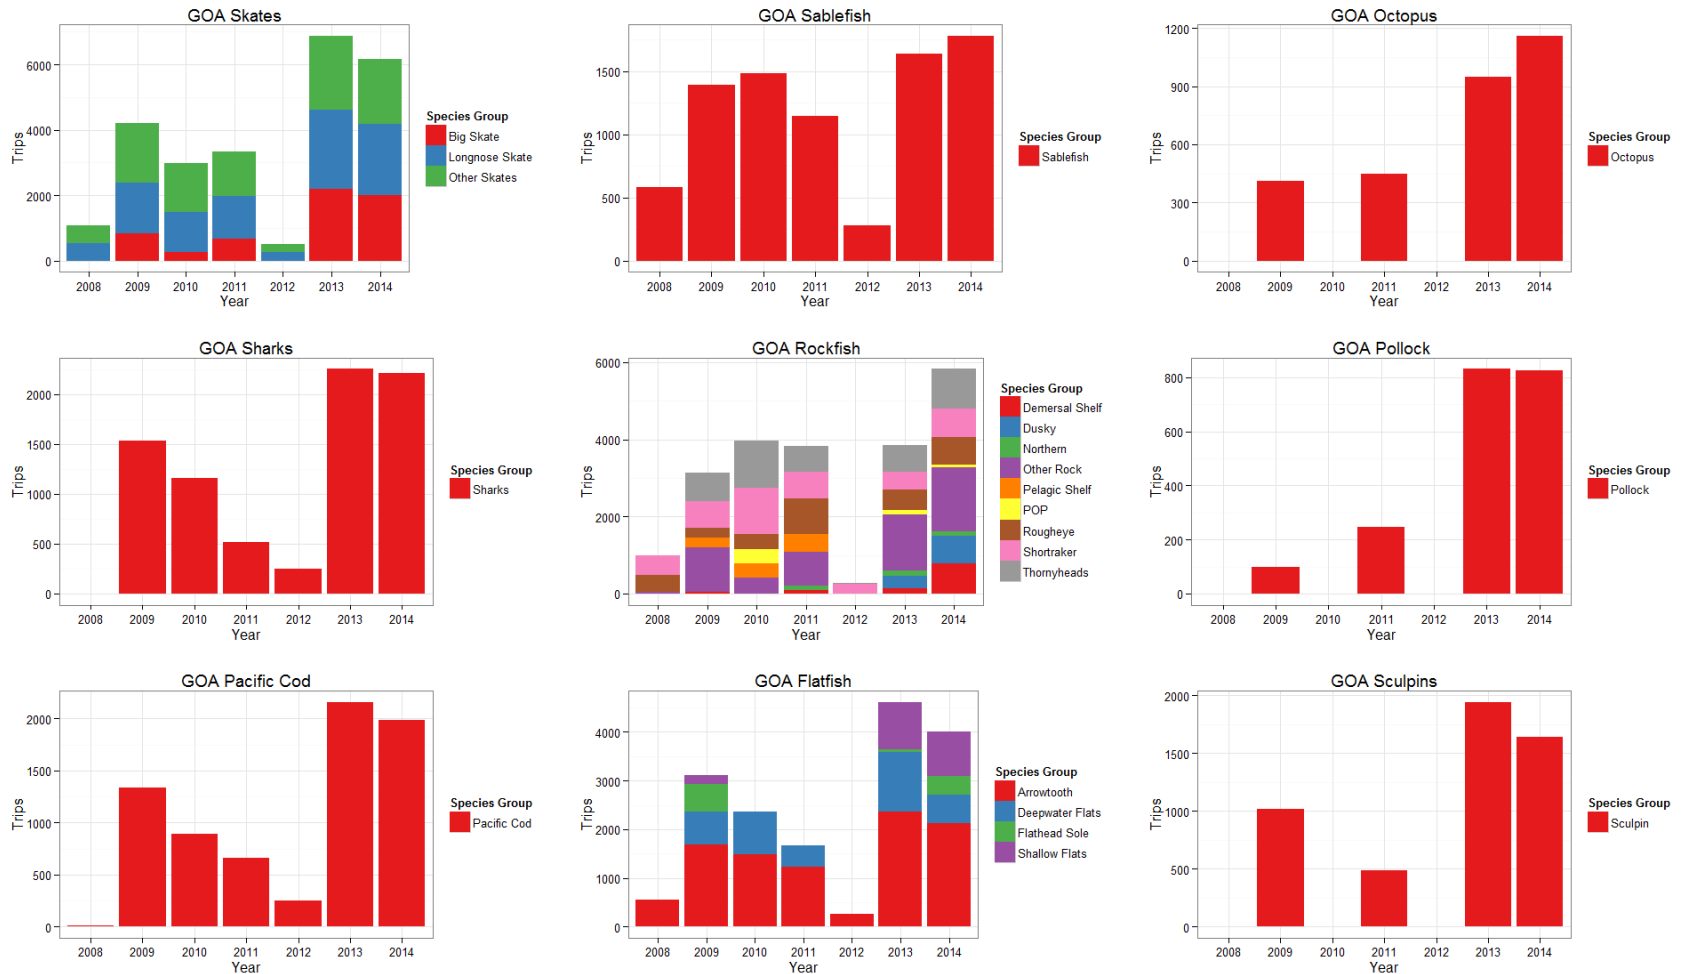 GOA Skates
Trips
6000
4000
2000
0
2008 2009 2010 2011 2012 2013 2014
Year
Species Group
Big Skate
Longnose Skate
Other Skates
GOA Sablefish
Trips
1500
1000
500
0
2008 2009 2010 2011 2012 2013 2014
Year
Species Group
Sablefish
GOA Octopus
Trips
1200
900
600
300
0
2008 2009 2010 2011 2012 2013 2014
Year
Species Group
Octopus
GOA Sharks
Trips
2000
1500
1000
500
0
2008 2009 2010 2011 2012 2013 2014
Year
Species Group
Sharks
GOA Rockfish
Trips
6000
4000
2000
0
2008 2009 2010 2011 2012 2013 2014
Year
Species Group
Demersal Shelf
Dusky
Northern
Other Rock
Pelagic Shelf
POP
Rougheye
Shortraker
Thornyheads
GOA Pollock
Trips
800
600
400
200
0
2008 2009 2010 2011 2012 2013 2014
Year
Species Group
Pollock
GOA Pacific Cod
Trips
2000
1500
1000
500
0
2008 2009 2010 2011 2012 2013 2014
Year
Species Group
Pacific Cod
GOA Flatfish
Trips
4000
3000
2000
1000
0
2008 2009 2010 2011 2012 2013 2014
Year
Species Group
Arrowtooth
Deepwater Flats
Flathead Sole
Shallow Flats
GOA Sculpins
Trips
2000
1500
1000
500
0
2008 2009 2010 2011 2012 2013 2014
Year
Species Group
Sculpin